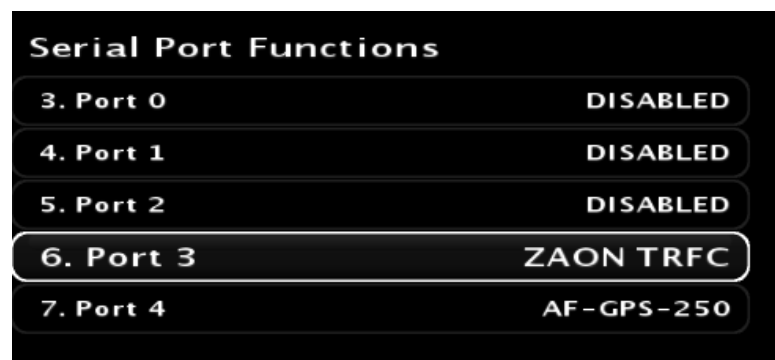 Serial Port Functions
3. Port 0 DISABLED
4. Port 1 DISABLED
5. Port 2 DISABLED
6. Port 3 ZAON TRFC
7. Port 4 AF-GPS-250